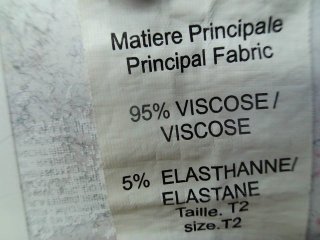 Matiere Principale
Principal Fabric
95% VISCOSE /
VISCOSE
5% ELASTHANNE/
ELASTANE
Taille. T2
size.T2